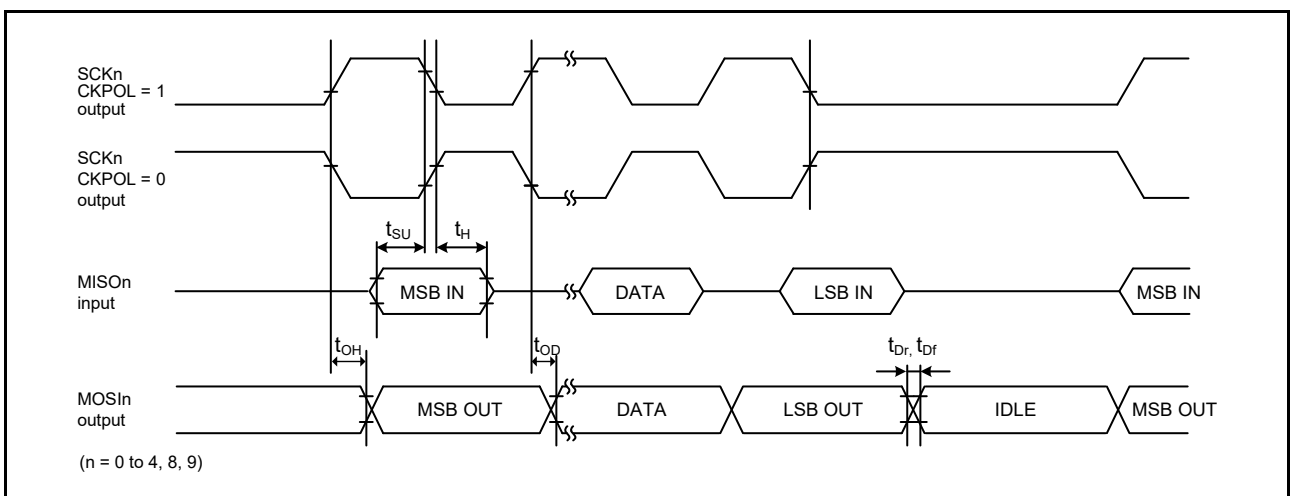 SCKn
CKPOL = 1
output
SCKn
CKPOL = 0
output
tSU
tH
MISOn
input
MSB IN
DATA
LSB IN
MSB IN
tOH
tOD
tDr, tDf
MOSIn
output
MSB OUT
DATA
LSB OUT
IDLE
MSB OUT
(n = 0 to 4, 8, 9)